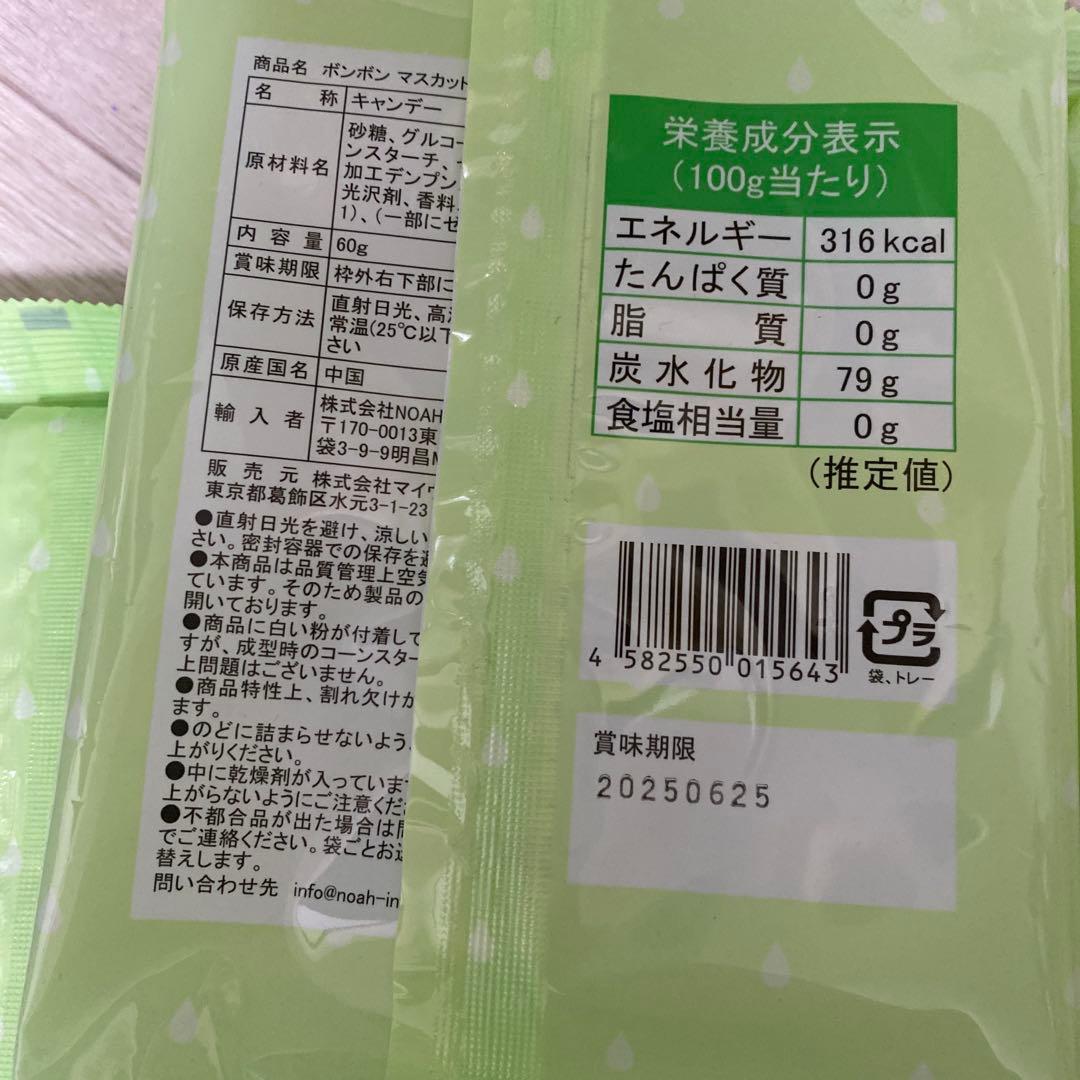 商品名 ボンボン マスカット
名称 キャンデー
原材料名 砂糖、グルコー
ンスターチ、
加工デンプン
光沢剤、香料
1)、(一部にゼ
内容量 60g
賞味期限 枠外右下部に
保存方法 直射日光、高
常温(25℃以下
さい
原産国名 中国
輸入者 株式会社NOAH
〒170-0013東
袋3-9-9明昌M
販売元 株式会社マイ
東京都葛飾区水元3-1-23
●直射日光を避け、涼しい
さい。密封容器での保存を
●本商品は品質管理上空気
ています。そのため製品の
開いております。
●商品に白い粉が付着して
すが、成型時のコーンスター
上問題はございません。
●商品特性上、割れ欠けが
ます。
●のどに詰まらせないよう、
上がりください。
●中に乾燥剤が入っています
上がらないようにご注意くだ
●不都合品が出た場合は
でご連絡ください。袋ごとお送
替えします。
問い合わせ先 info@noah-in
栄養成分表示
(100g当たり)
エネルギー 316kcal
たんぱく質 0g
脂質 0g
炭水化物 79g
食塩相当量 0g
(推定値)
4 582550 015643
プラ
袋、トレー
賞味期限
20250625